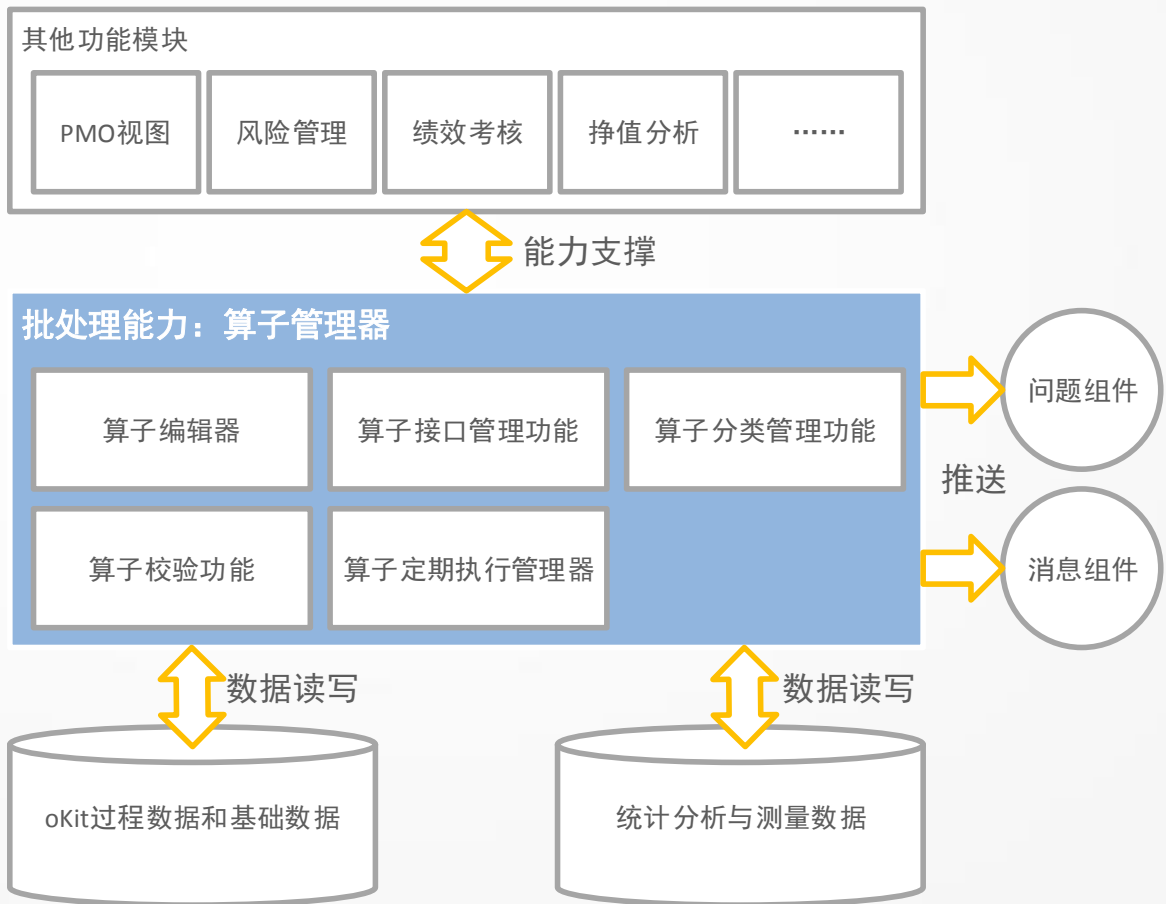 其他功能模块
PMO视图
风险管理
绩效考核
挣值分析
……
能力支撑
批处理能力：算子管理器
算子编辑器
算子接口管理功能
算子分类管理功能
问题组件
推送
算子校验功能
算子定期执行管理器
消息组件
数据读写
数据读写
oKit过程数据和基础数据
统计分析与测量数据